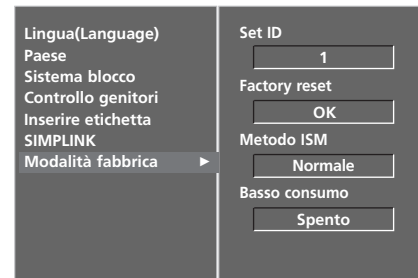 Lingua(Language)
Paese
Sistema blocco
Controllo genitori
Inserire etichetta
SIMPLINK
Modalità fabbrica ►
Set ID
1
Factory reset
OK
Metodo ISM
Normale
Basso consumo
Spento